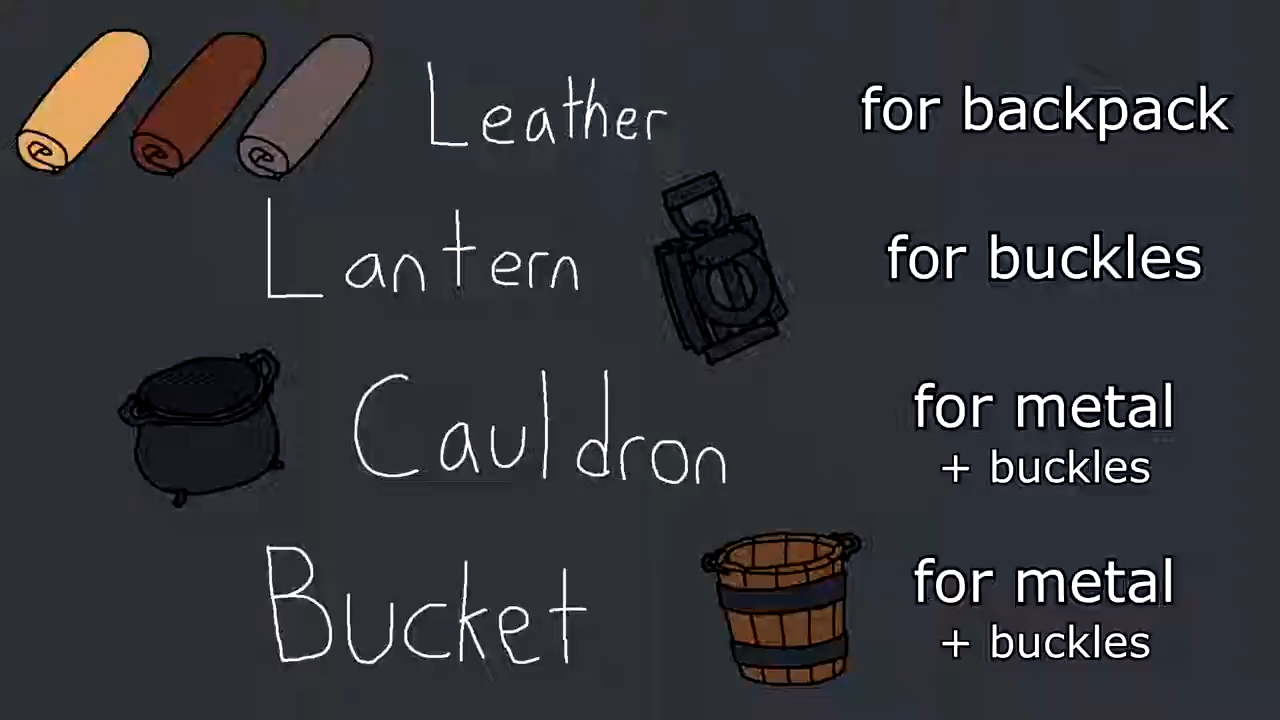 Leather for backpack
Lantern for buckles
Cauldron for metal
+ buckles
Bucket for metal
+ buckles